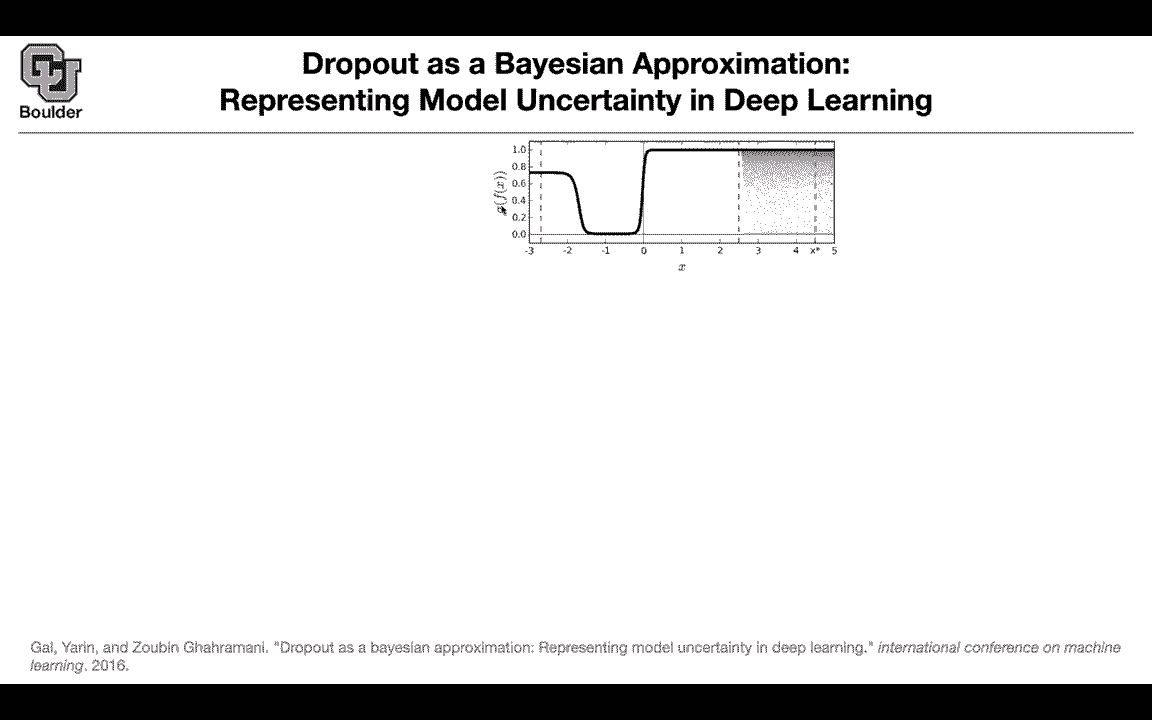 Boulder
Dropout as a Bayesian Approximation:
Representing Model Uncertainty in Deep Learning
1.0
0.8
0.6
0.4
0.2
0.0
(f(x))
-3 -2 -1 0 1 2 3 4 x* 5
x
Gal, Yarin, and Zoubin Ghahramani. "Dropout as a bayesian approximation: Representing model uncertainty in deep learning." international conference on machine
learning. 2016.